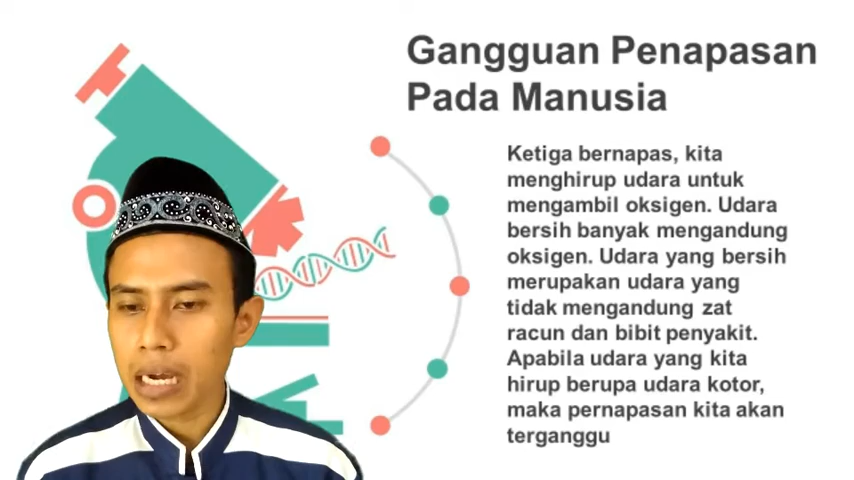 Gangguan Penapasan
Pada Manusia
Ketiga bernapas, kita
menghirup udara untuk
mengambil oksigen. Udara
bersih banyak mengandung
oksigen. Udara yang bersih
merupakan udara yang
tidak mengandung zat
racun dan bibit penyakit.
Apabila udara yang kita
hirup berupa udara kotor,
maka pernapasan kita akan
terganggu